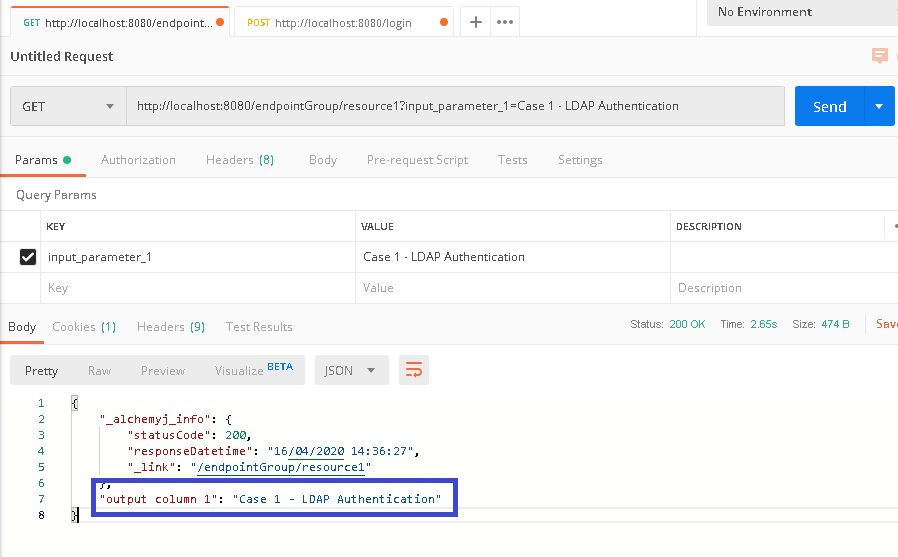 GET http://localhost:8080/endpoint... POST http://localhost:8080/login + ••• No Environment
Untitled Request
GET http://localhost:8080/endpointGroup/resource1?input_parameter_1=Case 1 - LDAP Authentication Send
Params Authorization Headers (8) Body Pre-request Script Tests Settings
Query Params
KEY VALUE DESCRIPTION
input_parameter_1 Case 1 - LDAP Authentication
Key Value Description
Body Cookies (1) Headers (9) Test Results Status: 200 OK Time: 2.65s Size: 474 B Save
Pretty Raw Preview Visualize BETA JSON
1 {
2 "_alchemyj_info": {
3 "statusCode": 200,
4 "responseDatetime": "16/04/2020 14:36:27",
5 "_link": "/endpointGroup/resource1"
6 },
7 "output column 1": "Case 1 - LDAP Authentication"
8 }